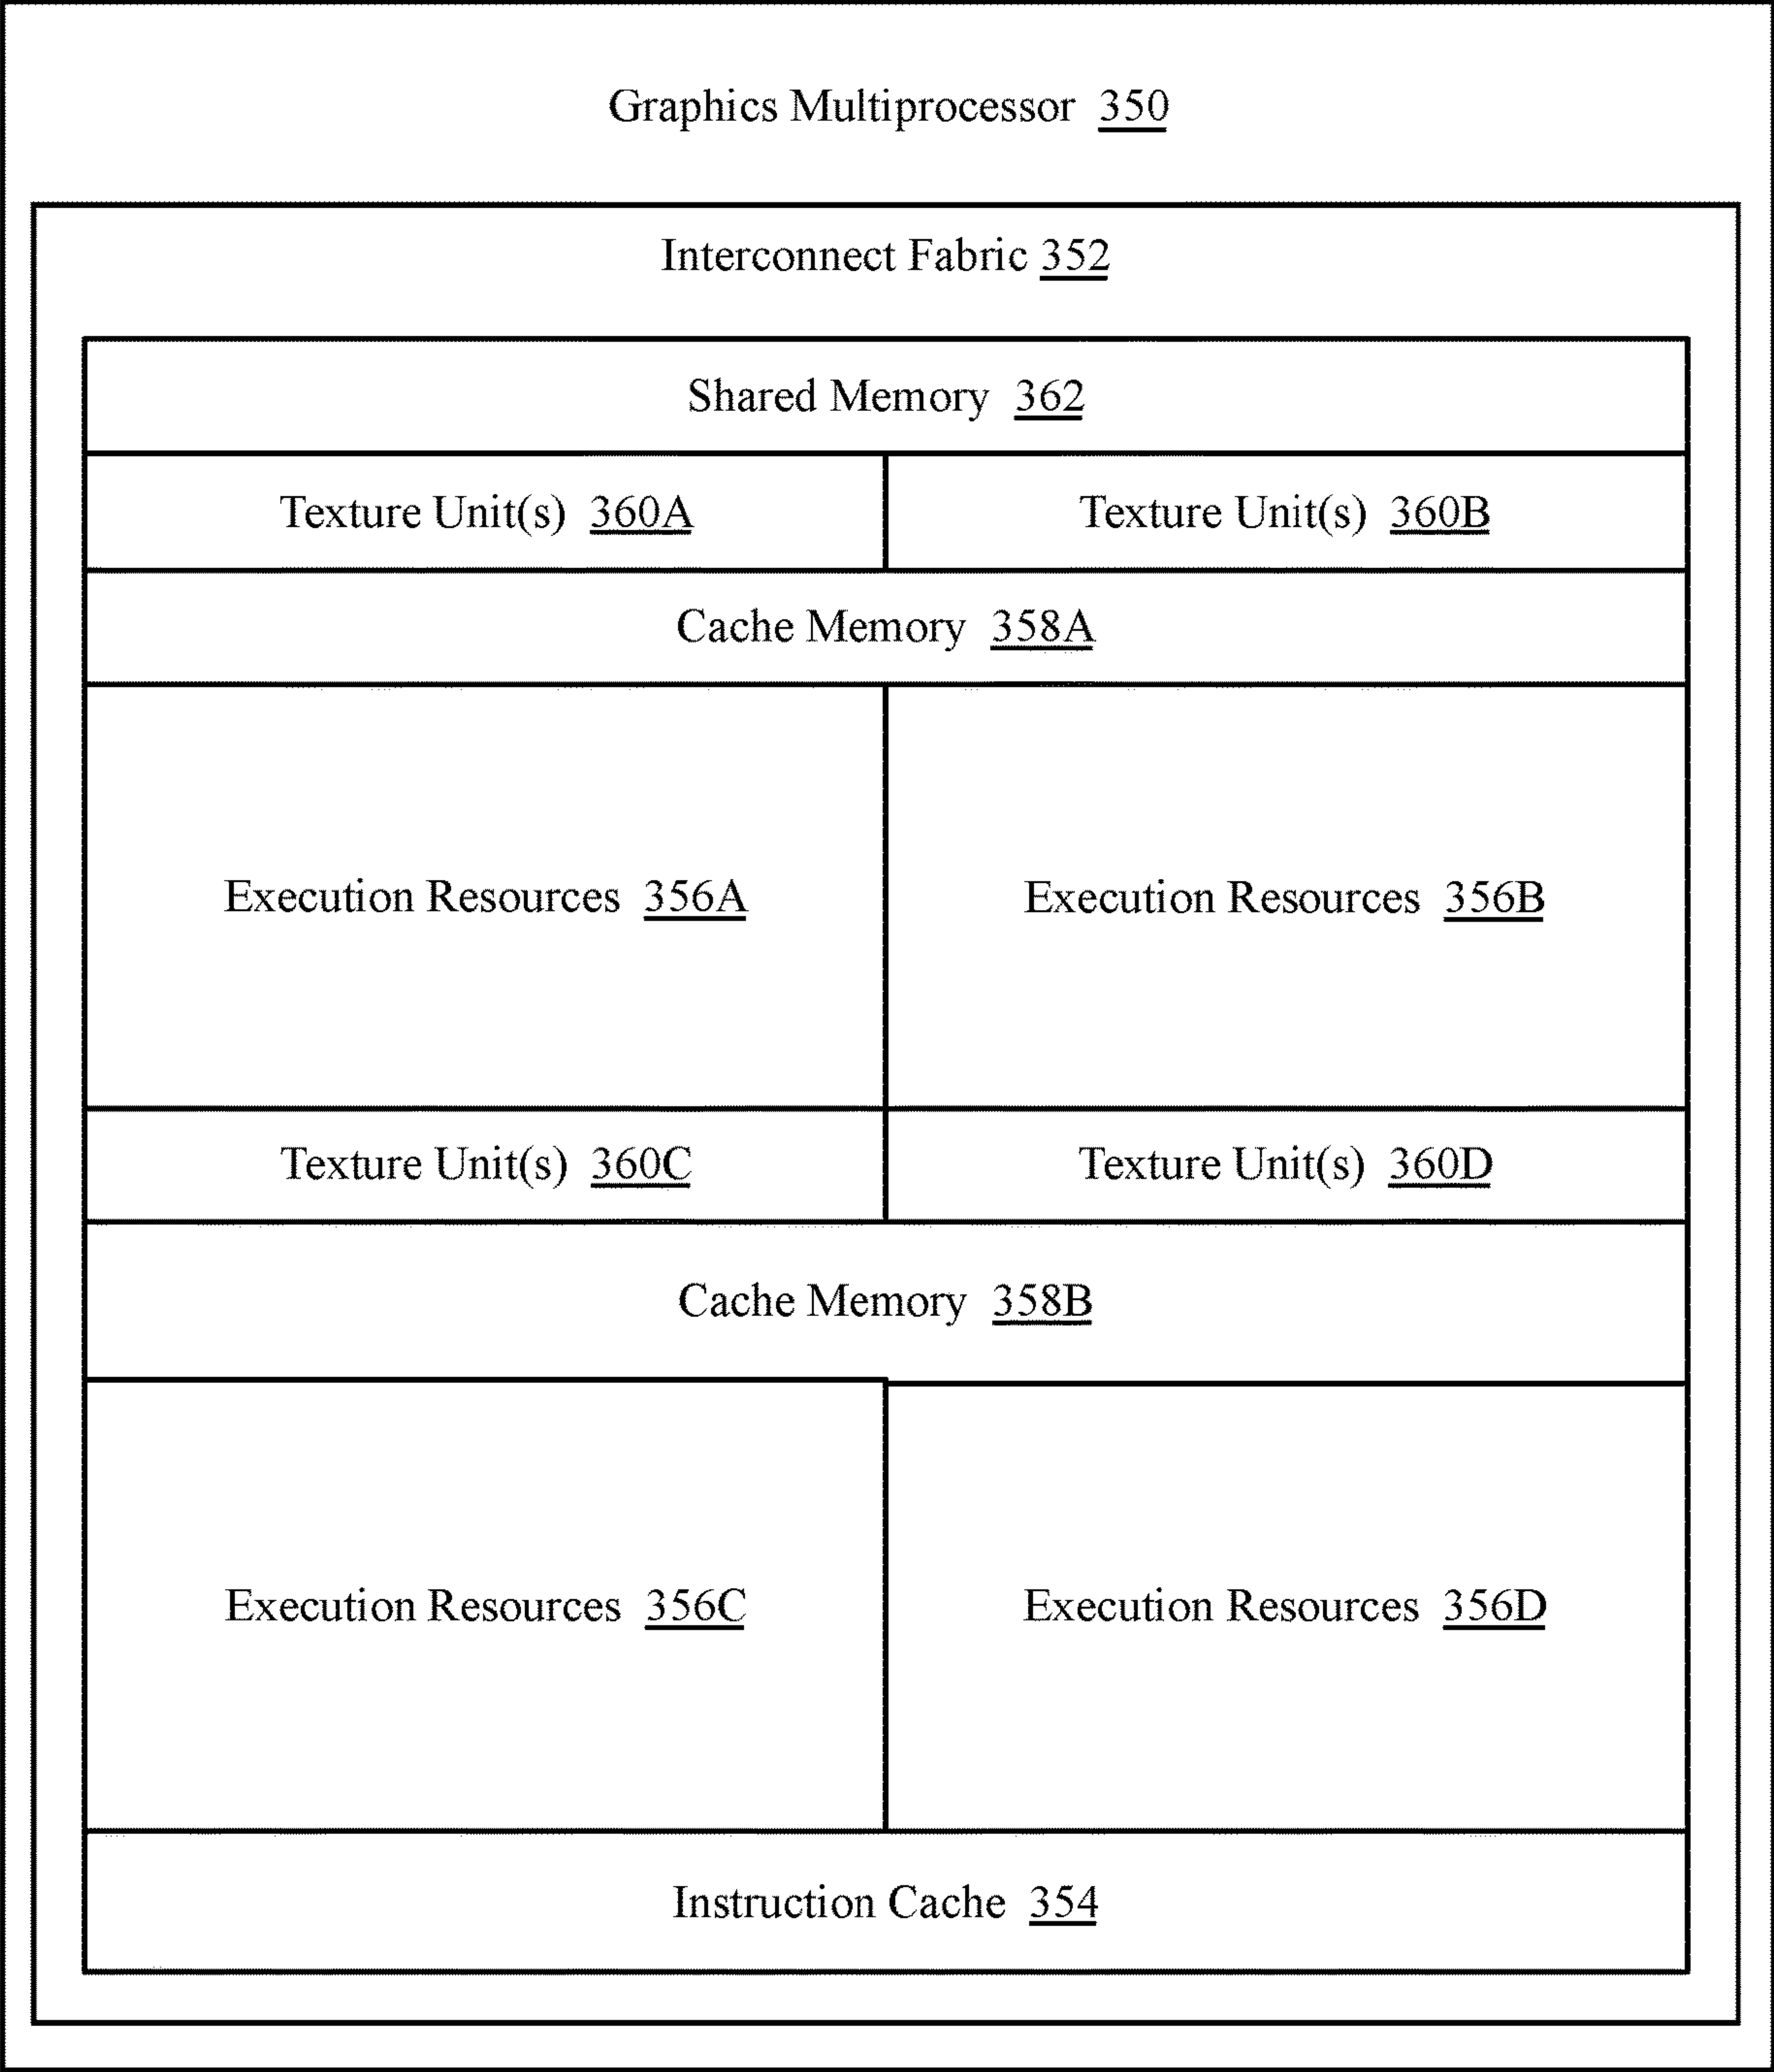 Graphics Multiprocessor 350
Interconnect Fabric 352
Shared Memory 362
Texture Unit(s) 360A
Texture Unit(s) 360B
Cache Memory 358A
Execution Resources 356A
Execution Resources 356B
Texture Unit(s) 360C
Texture Unit(s) 360D
Cache Memory 358B
Execution Resources 356C
Execution Resources 356D
Instruction Cache 354